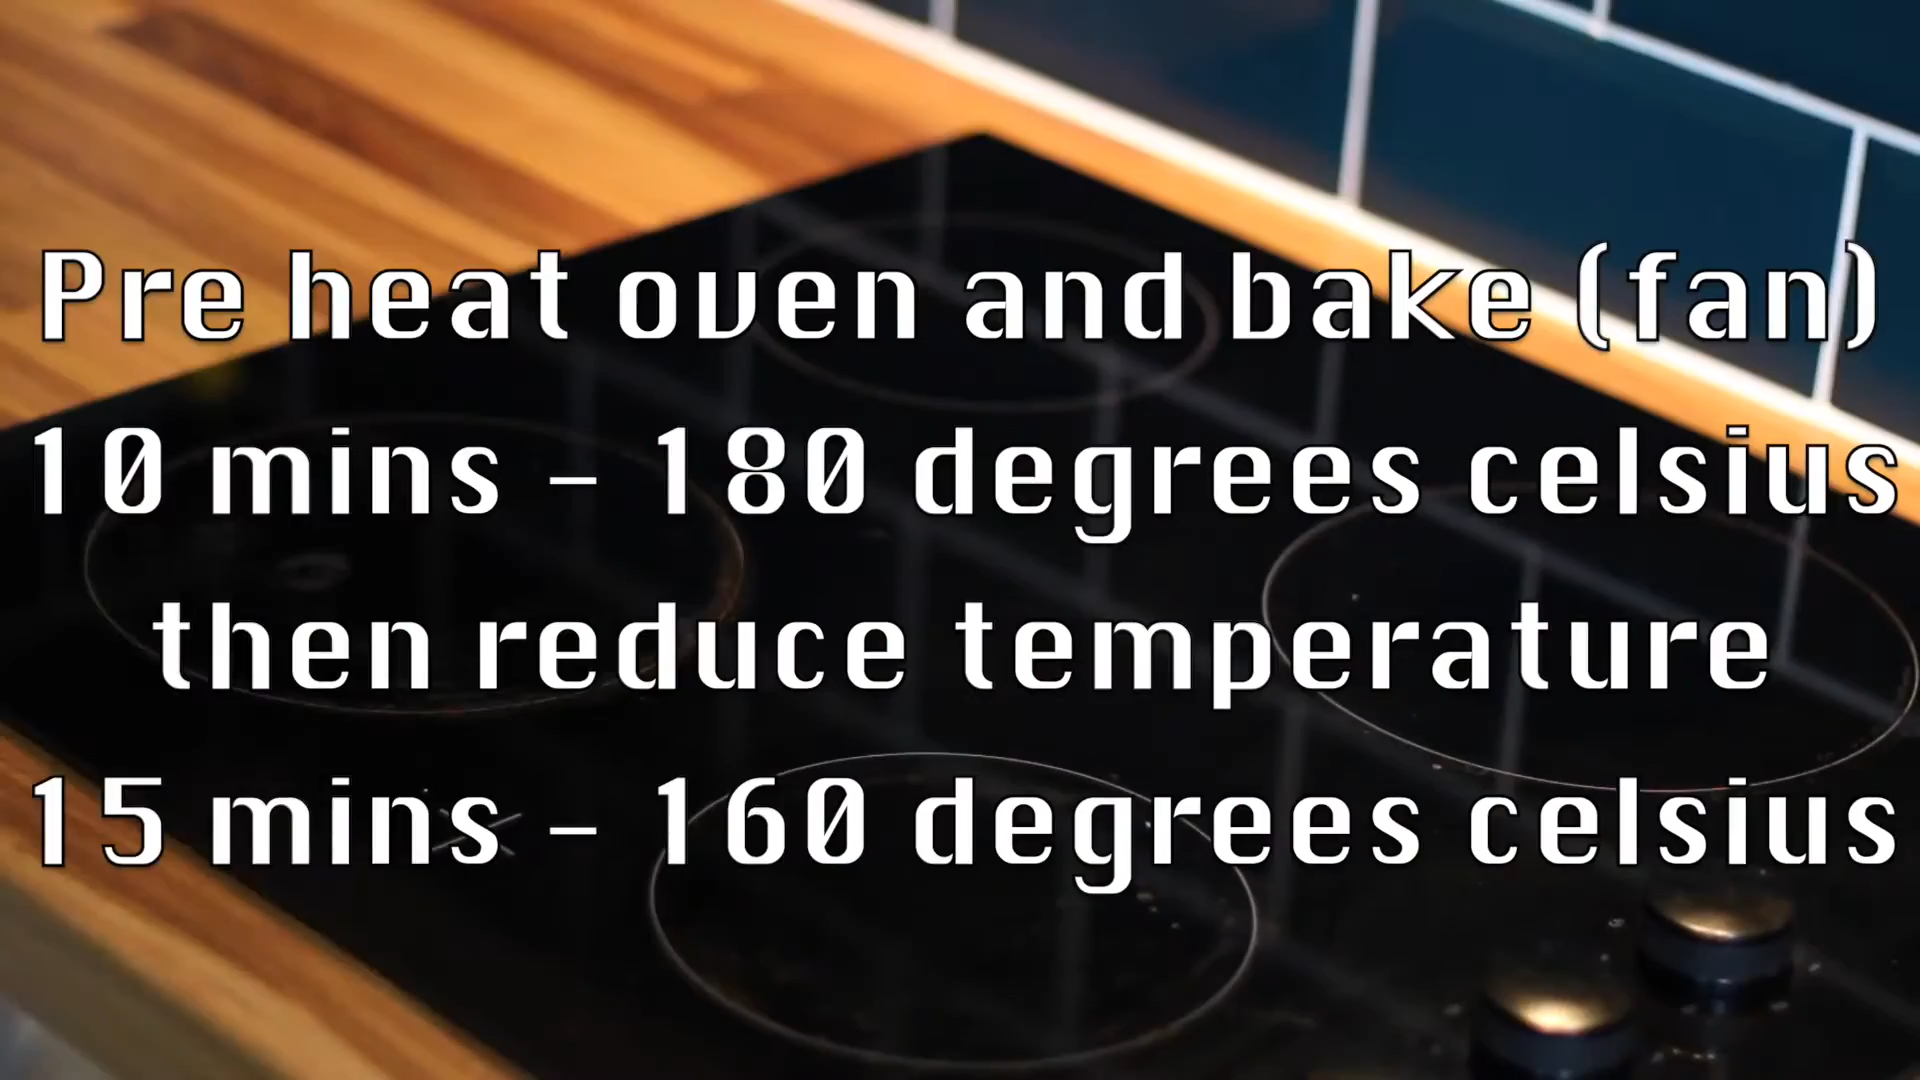 Pre heat oven and bake (fan)
10 mins - 180 degrees celsius
then reduce temperature
15 mins - 160 degrees celsius